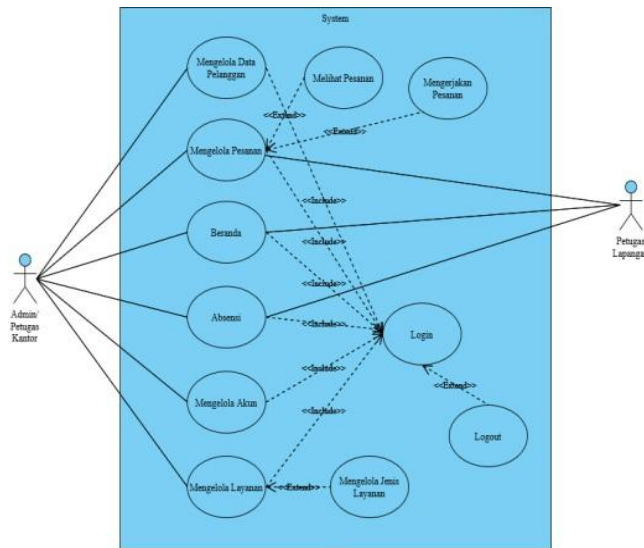 System
Mengelola Data
Pelanggan
Melihat Pesanan
Mengerjakan
Pesanan
<<Extend>>
<<Extend>>
Mengelola Pesanan
<<Include>>
Beranda
<<Include>>
<<Include>>
Petugas
Lapangan
Absensi
<<Include>>
Login
Admin/
Petugas
Kantor
<<Include>>
<<Extend>>
Mengelola Akun
<<Include>>
Logout
Mengelola Layanan
<<Extend>>
Mengelola Jenis
Layanan